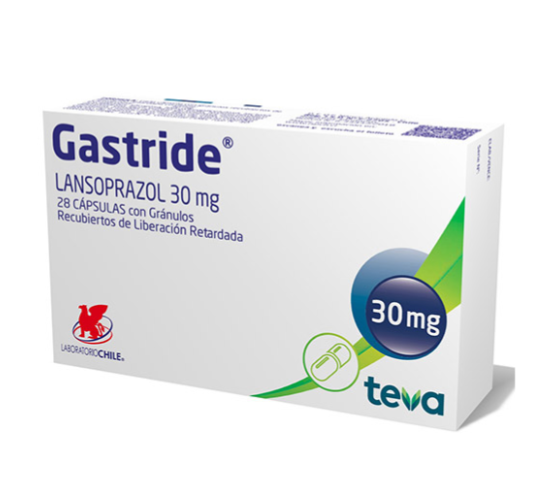 Gastride®
LANSOPRAZOL 30 mg
28 CÁPSULAS con Gránulos
Recubiertos de Liberación Retardada
30 mg
LABORATORIO CHILE®
teva